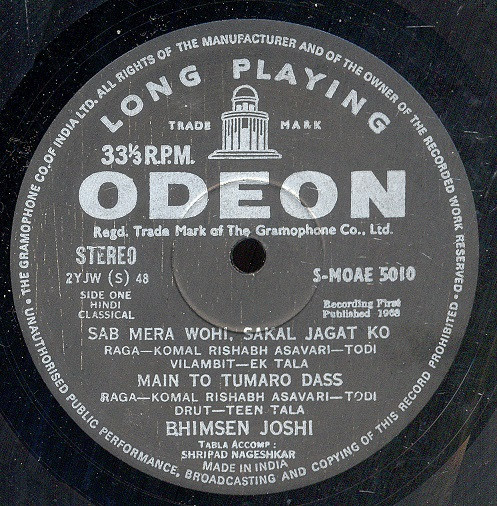 THE GRAMOPHONE CO. OF INDIA LTD. ALL RIGHTS OF THE MANUFACTURER AND OF THE OWNER OF THE RECORDED WORK RESERVED •
UNAUTHORISED PUBLIC PERFORMANCE, BROADCASTING AND COPYING OF THIS RECORD PROHIBITED •
LONG PLAYING
TRADE MARK
33⅓ R.P.M.
ODEON
Regd. Trade Mark of The Gramophone Co., Ltd.
STEREO
2YJW (S) 48
S-MOAE 5010
SIDE ONE
HINDI
CLASSICAL
Recording First
Published 1968
SAB MERA WOHI, SAKAL JAGAT KO
RAGA—KOMAL RISHABH ASAVARI—TODI
VILAMBIT—EK TALA
MAIN TO TUMARO DASS
RAGA—KOMAL RISHABH ASAVARI—TODI
DRUT—TEEN TALA
BHIMSEN JOSHI
TABLA ACCOMP :
SHRIPAD NAGESHKAR
MADE IN INDIA